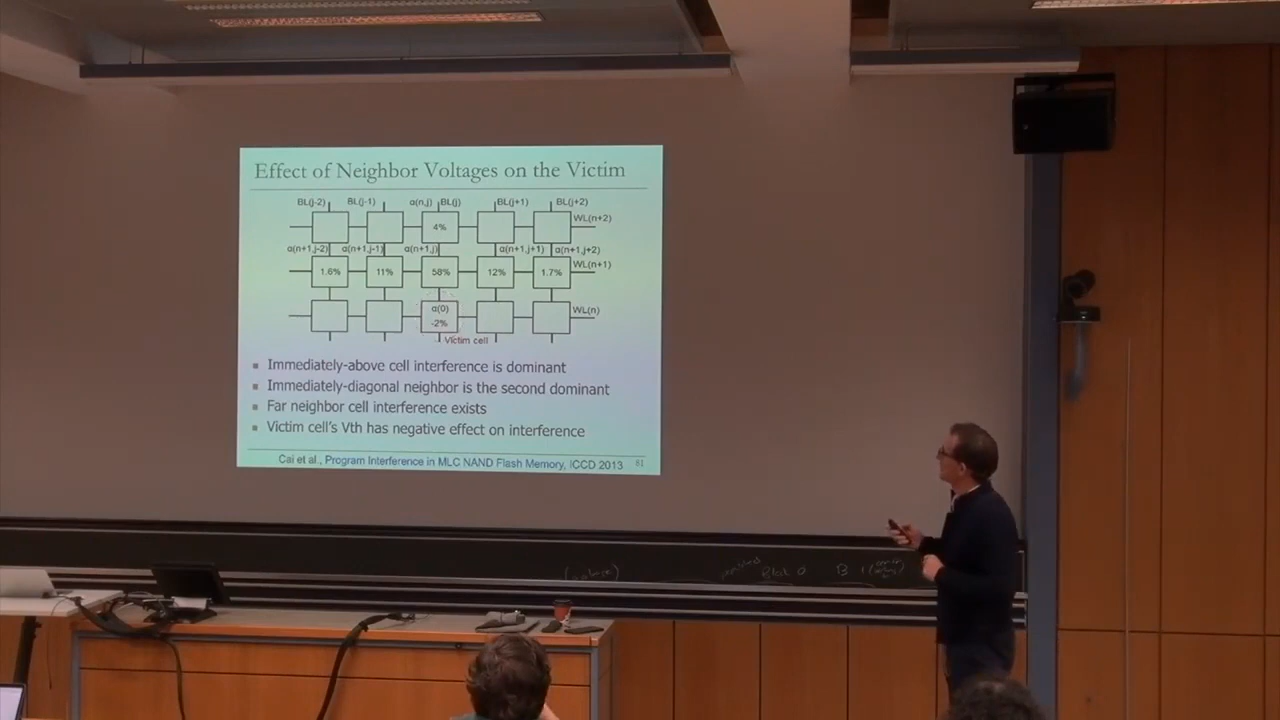 Effect of Neighbor Voltages on the Victim
BL(j-2) BL(j-1) α(n,j) BL(j) BL(j+1) BL(j+2)
4% WL(n+2)
α(n+1,j-2) α(n+1,j-1) α(n+1,j) α(n+1,j+1) α(n+1,j+2)
1.6% 11% 58% 12% 1.7% WL(n+1)
α(0) WL(n)
-2%
Victim cell
Immediately-above cell interference is dominant
Immediately-diagonal neighbor is the second dominant
Far neighbor cell interference exists
Victim cell's Vth has negative effect on interference
Cai et al., Program Interference in MLC NAND Flash Memory, ICCD 2013 81
Block 0